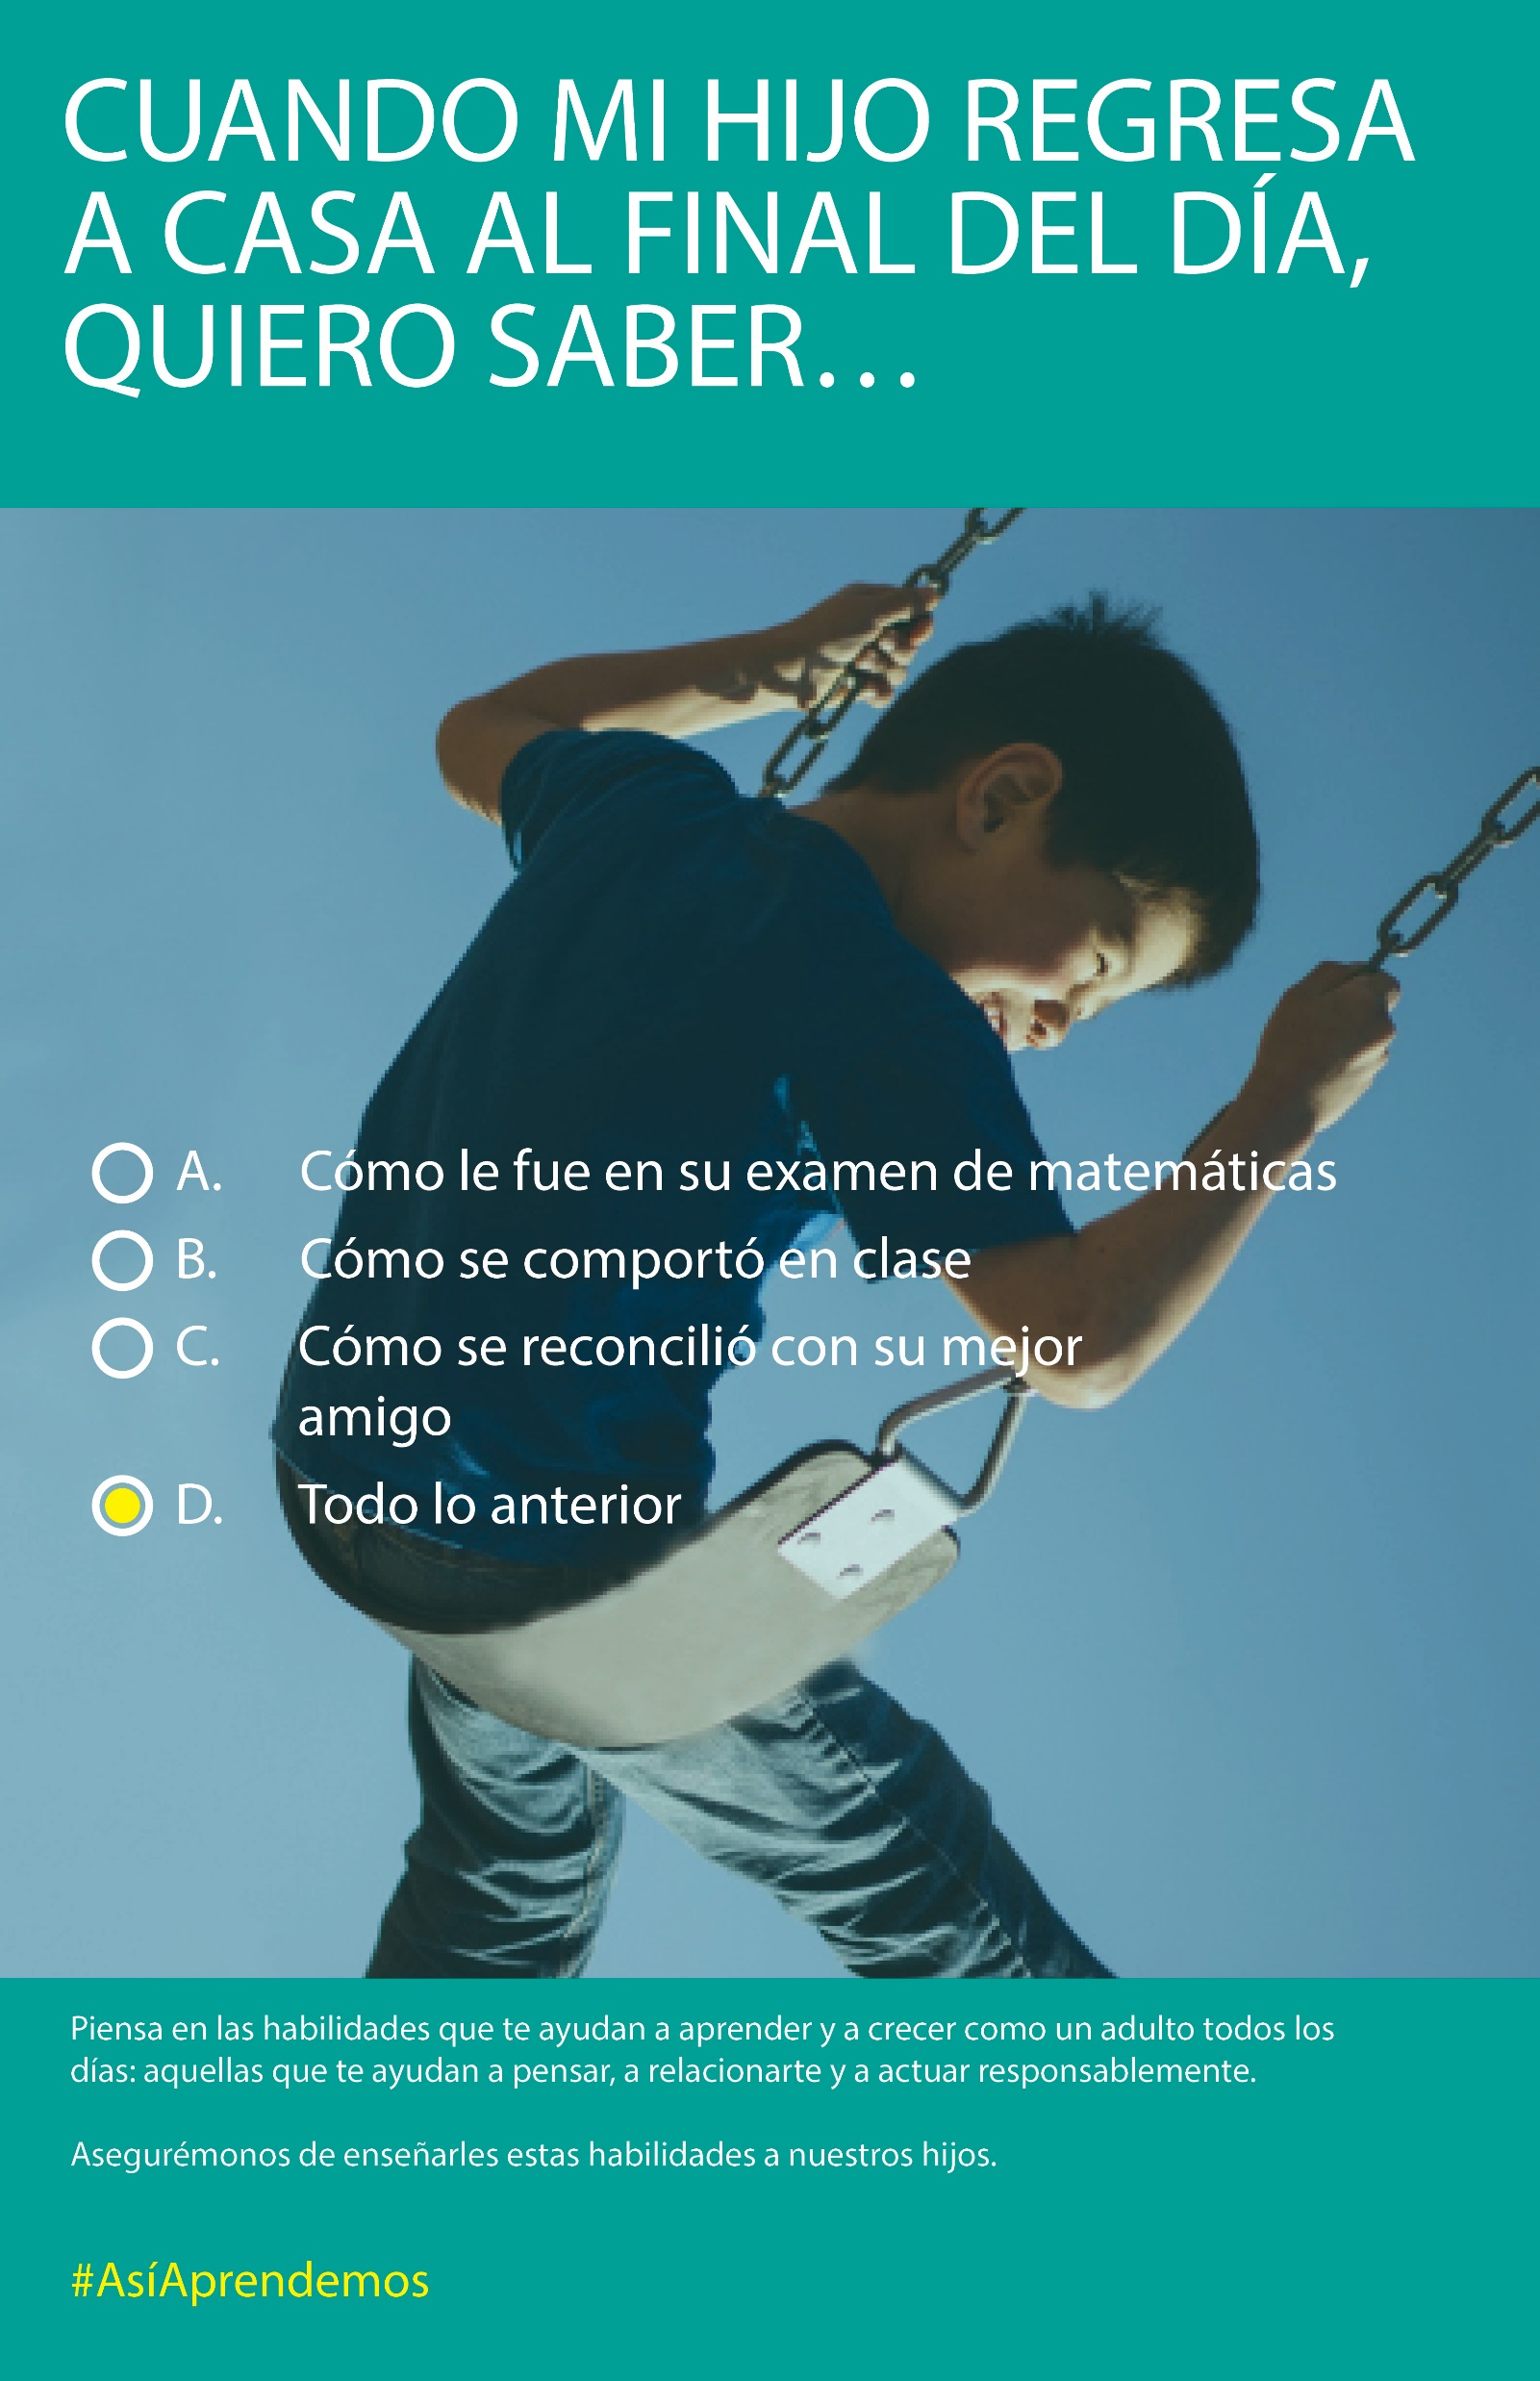 CUANDO MI HIJO REGRESA
A CASA AL FINAL DEL DÍA,
QUIERO SABER...
A. Cómo le fue en su examen de matemáticas
B. Cómo se comportó en clase
C. Cómo se reconcilió con su mejor
amigo
D. Todo lo anterior
Piensa en las habilidades que te ayudan a aprender y a crecer como un adulto todos los
días: aquellas que te ayudan a pensar, a relacionarte y a actuar responsablemente.
Asegurémonos de enseñarles estas habilidades a nuestros hijos.
#AsíAprendemos